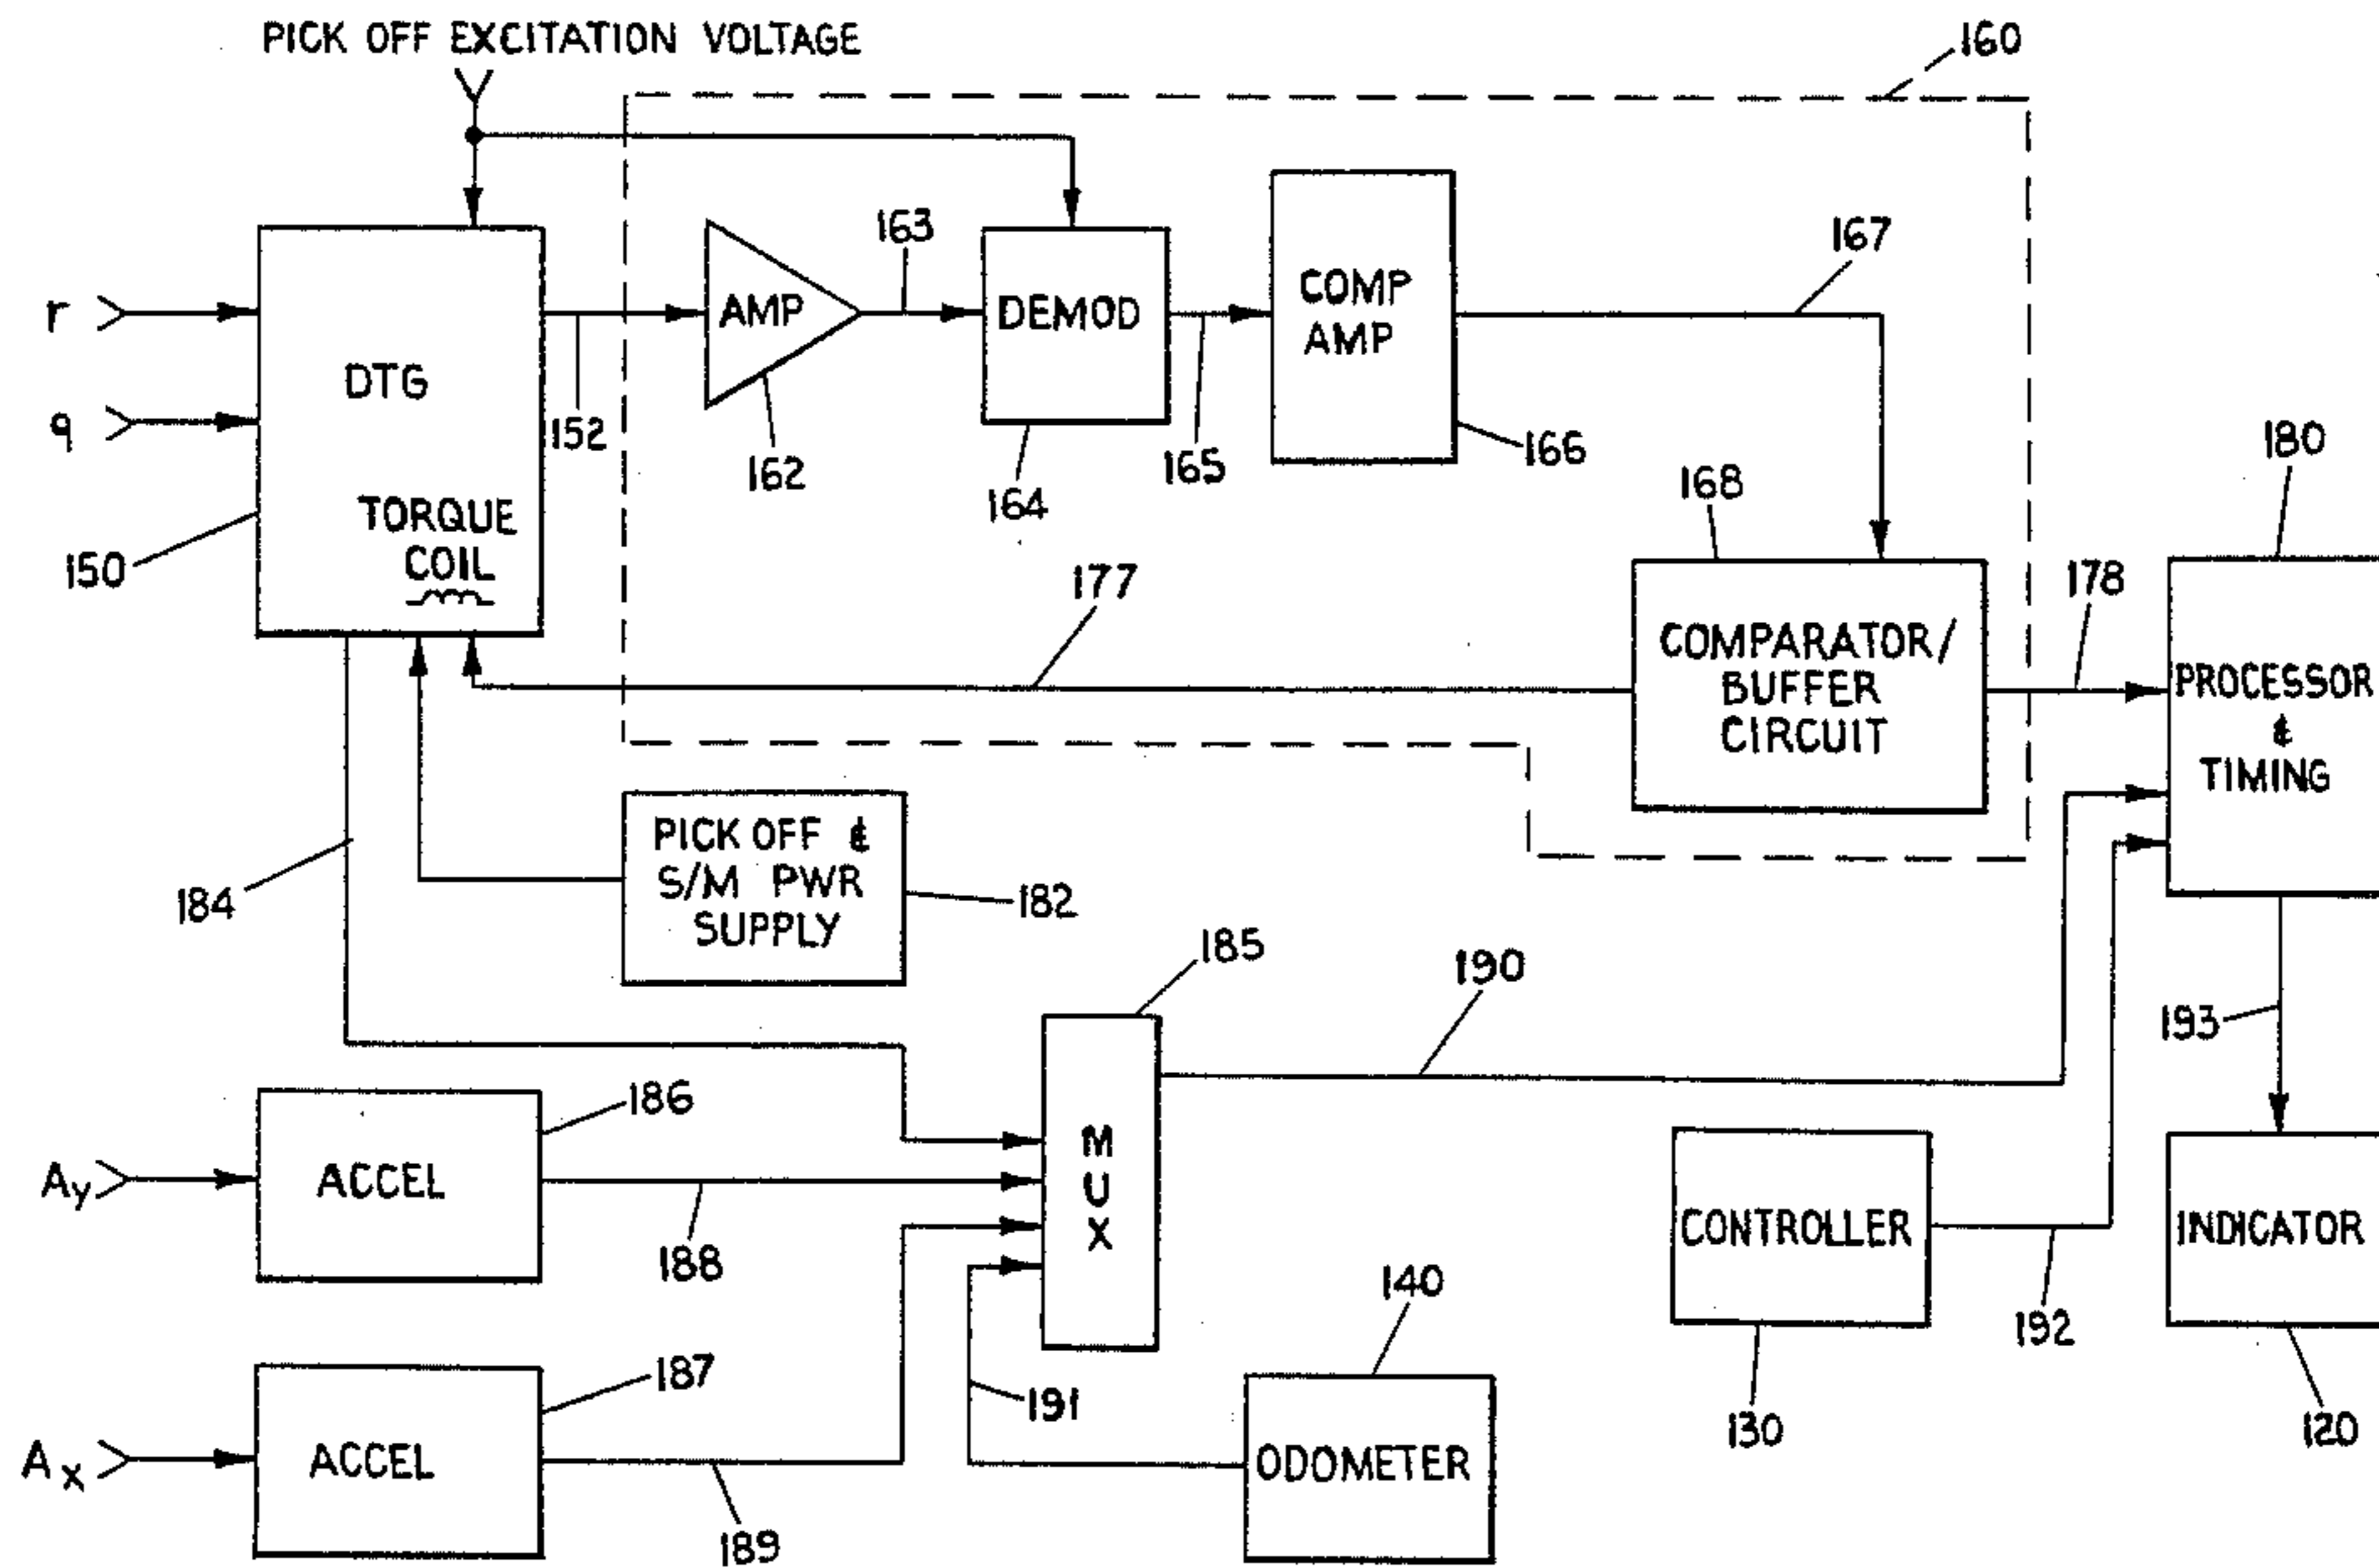 PICK OFF EXCITATION VOLTAGE
160
r
q
DTG
TORQUE
COIL
150
152
AMP
162
163
DEMOD
164
165
COMP
AMP
166
167
168
COMPARATOR/
BUFFER
CIRCUIT
177
178
180
PROCESSOR
&
TIMING
184
PICK OFF &
S/M PWR
SUPPLY
182
185
190
193
Ay
ACCEL
186
188
M
U
X
CONTROLLER
130
192
INDICATOR
120
Ax
ACCEL
187
189
191
140
ODOMETER